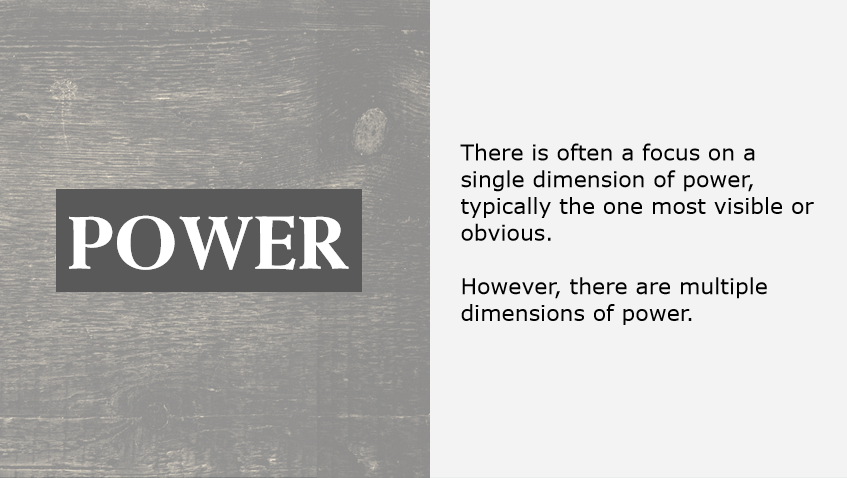 POWER
There is often a focus on a
single dimension of power,
typically the one most visible or
obvious.
However, there are multiple
dimensions of power.